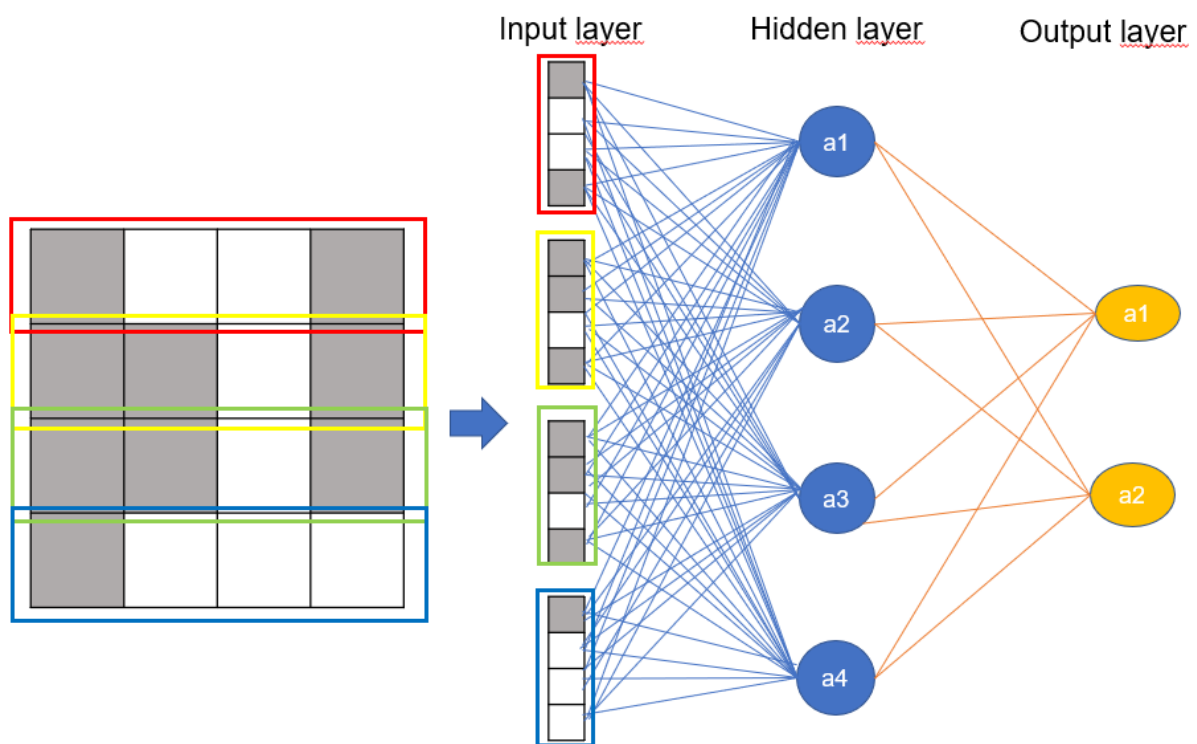 Input layer
Hidden layer
Output layer
a1
a2
a3
a4
a1
a2